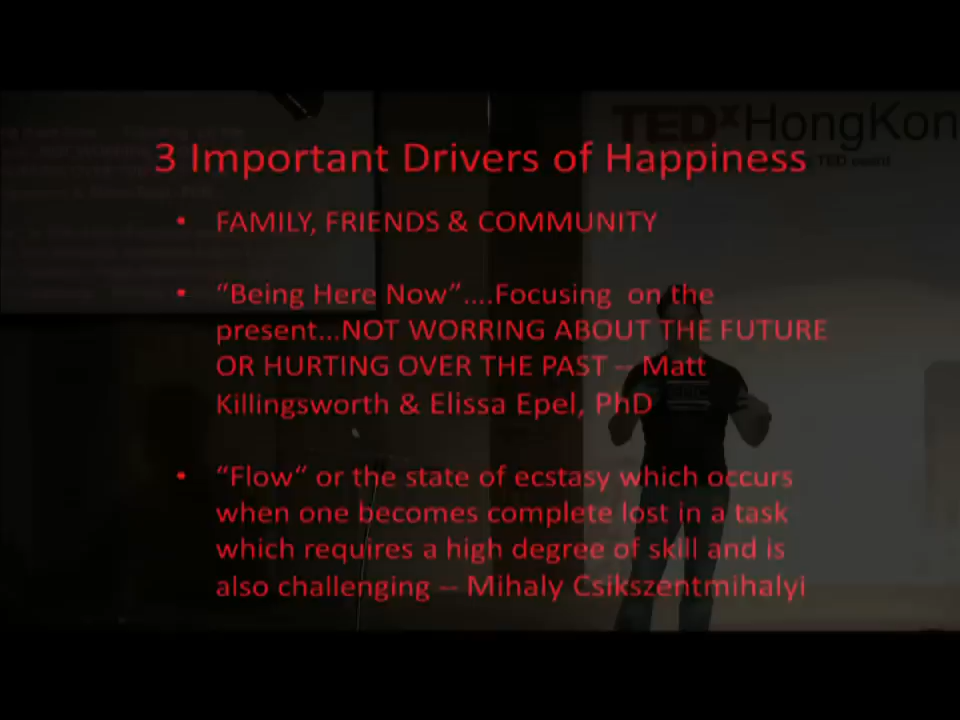 TEDxHongKon
TED event
3 Important Drivers of Happiness
• FAMILY, FRIENDS & COMMUNITY
• “Being Here Now”....Focusing on the
present...NOT WORRING ABOUT THE FUTURE
OR HURTING OVER THE PAST -- Matt
Killingsworth & Elissa Epel, PhD
• “Flow“ or the state of ecstasy which occurs
when one becomes complete lost in a task
which requires a high degree of skill and is
also challenging -- Mihaly Csikszentmihalyi